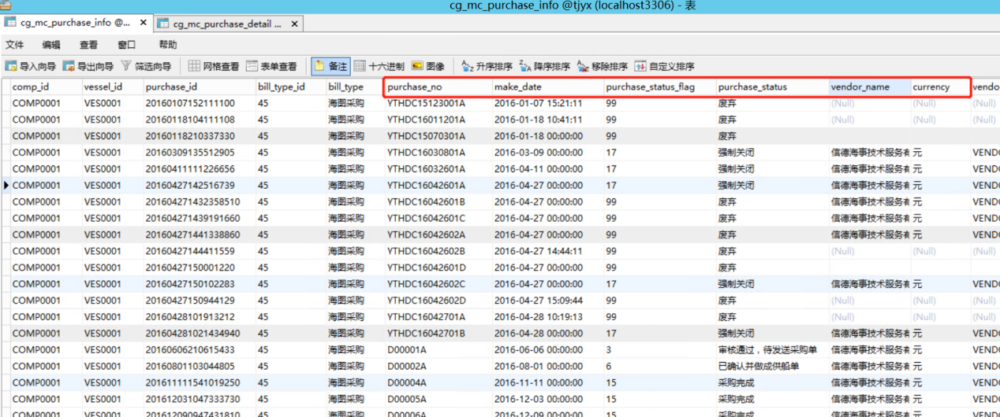 cg_mc_purchase_info @tjyx (localhost3306) - 表
cg_mc_purchase_info @... × cg_mc_purchase_detail ... ×
文件 编辑 查看 窗口 帮助
导入向导 导出向导 筛选向导 网格查看 表单查看 备注 十六进制 图像 升序排序 降序排序 移除排序 自定义排序
comp_id vessel_id purchase_id bill_type_id bill_type purchase_no make_date purchase_status_flag purchase_status vendor_name currency vendo
COMP0001 VES0001 20160107152111100 45 海图采购 YTHDC15123001A 2016-01-07 15:21:11 99 废弃 (Null) (Null) (Null)
COMP0001 VES0001 20160118104111108 45 海图采购 YTHDC16011201A 2016-01-18 10:41:11 99 废弃 (Null) (Null) (Null)
COMP0001 VES0001 20160118210337330 45 海图采购 YTHDC15070301A 2016-01-18 00:00:00 99 废弃
COMP0001 VES0001 20160309135512905 45 海图采购 YTHDC16030801A 2016-03-09 00:00:00 17 强制关闭 信德海事技术服务有 元 VEND
COMP0001 VES0001 20160411111226656 45 海图采购 YTHDC16032601A 2016-04-11 00:00:00 17 强制关闭 信德海事技术服务有 元 VEND
COMP0001 VES0001 20160427142516739 45 海图采购 YTHDC16042601A 2016-04-27 00:00:00 17 强制关闭 信德海事技术服务有 元 VEND
COMP0001 VES0001 201604271432358510 45 海图采购 YTHDC16042601B 2016-04-27 00:00:00 99 废弃 信德海事技术服务有 元 VEND
COMP0001 VES0001 201604271439191660 45 海图采购 YTHDC16042601C 2016-04-27 00:00:00 99 废弃 信德海事技术服务有 元 VEND
COMP0001 VES0001 201604271441338860 45 海图采购 YTHDC16042602A 2016-04-27 00:00:00 99 废弃 信德海事技术服务有 元 VEND
COMP0001 VES0001 20160427144411559 45 海图采购 YTHDC16042602B 2016-04-27 14:44:11 99 废弃 (Null) (Null) (Null)
COMP0001 VES0001 20160427150001220 45 海图采购 YTHDC16042601D 2016-04-27 00:00:00 99 废弃
COMP0001 VES0001 20160427150102283 45 海图采购 YTHDC16042602C 2016-04-27 00:00:00 17 强制关闭 信德海事技术服务有 元 VEND
COMP0001 VES0001 20160427150944129 45 海图采购 YTHDC16042602D 2016-04-27 15:09:44 99 废弃 (Null) (Null) (Null)
COMP0001 VES0001 20160428101913212 45 海图采购 YTHDC16042701A 2016-04-28 10:19:13 99 废弃 (Null) (Null) (Null)
COMP0001 VES0001 201604281021434940 45 海图采购 YTHDC16042701B 2016-04-28 00:00:00 17 强制关闭 信德海事技术服务有 元 VEND
COMP0001 VES0001 20160606210615433 45 海图采购 D00001A 2016-06-06 00:00:00 3 审核通过，待发送采购单 信德海事技术服务有 元 VEND
COMP0001 VES0001 20160801103044805 45 海图采购 D00002A 2016-08-01 00:00:00 6 已确认并做成供船单 信德海事技术服务有 元 VEND
COMP0001 VES0001 201611111541019250 45 海图采购 D00004A 2016-11-11 00:00:00 15 采购完成 信德海事技术服务有 元 VEND
COMP0001 VES0001 201612031047333730 45 海图采购 D00005A 2016-12-03 00:00:00 15 采购完成 信德海事技术服务有 元 VEND
COMP0001 VES0001 201612090947431810 45 海图采购 D00006A 2016-12-09 00:00:00 15 采购完成 信德海事技术服务有 元 VEND